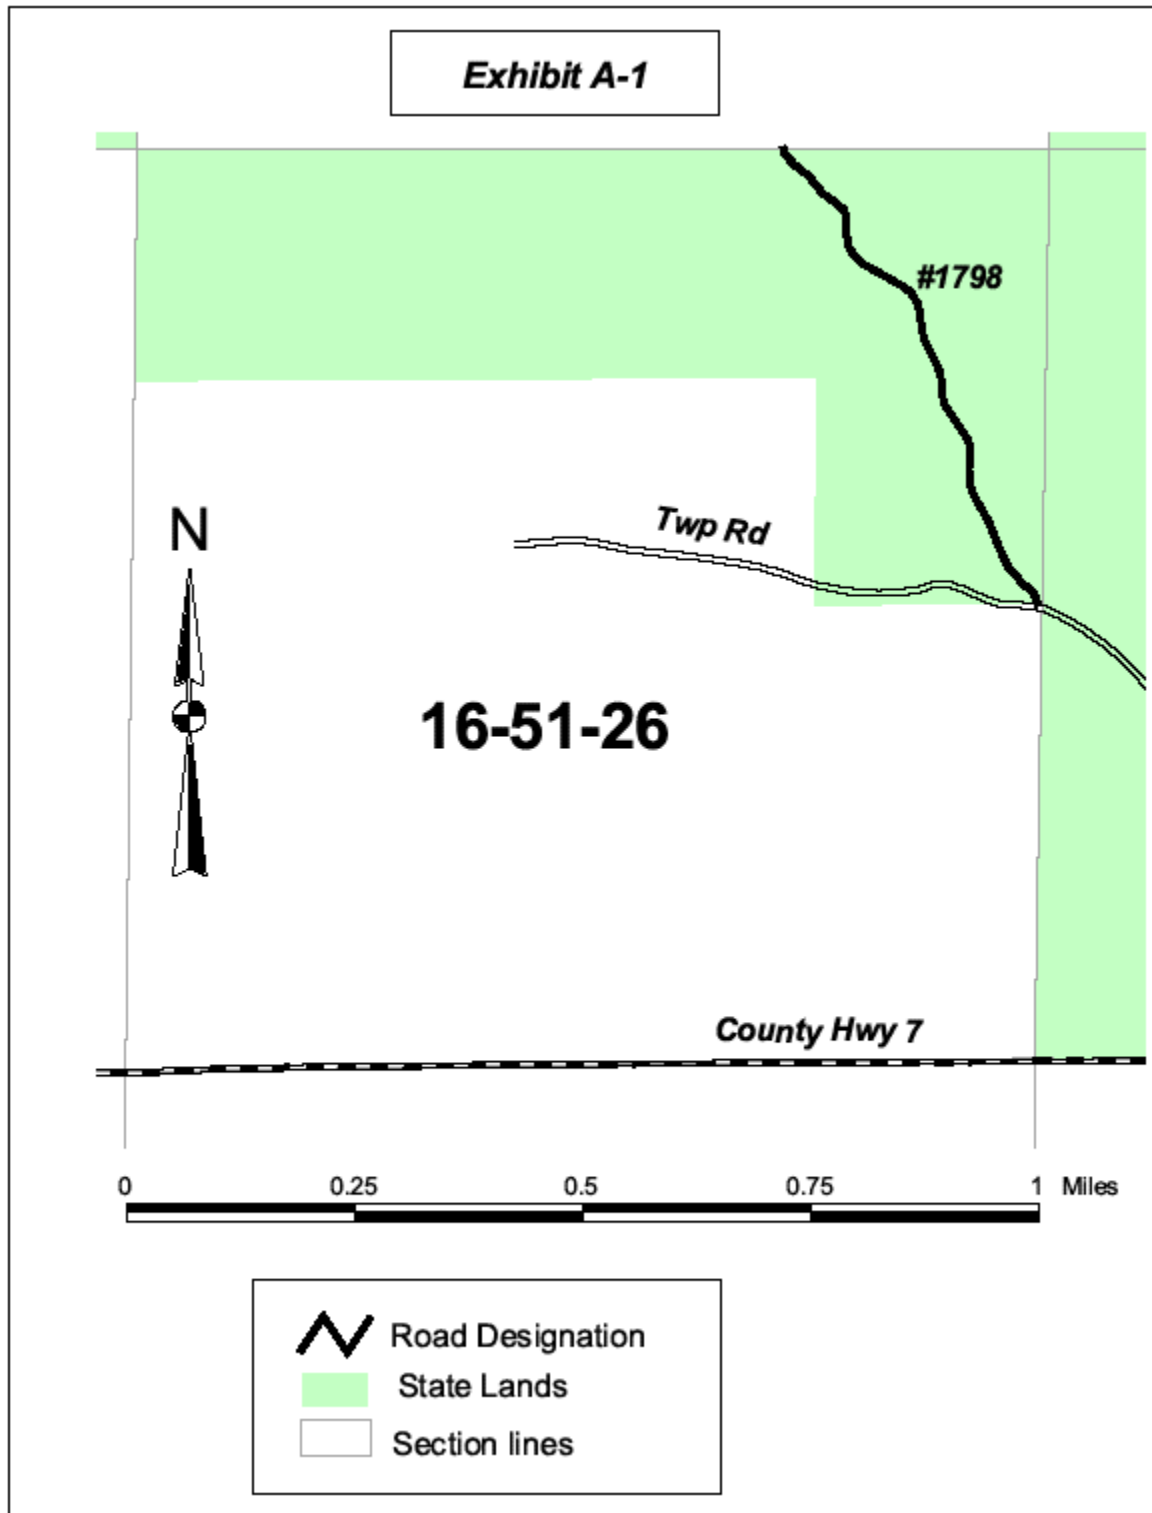 Exhibit A-1
#1798
N
Twp Rd
16-51-26
County Hwy 7
0 0.25 0.5 0.75 1 Miles
Road Designation
State Lands
Section lines